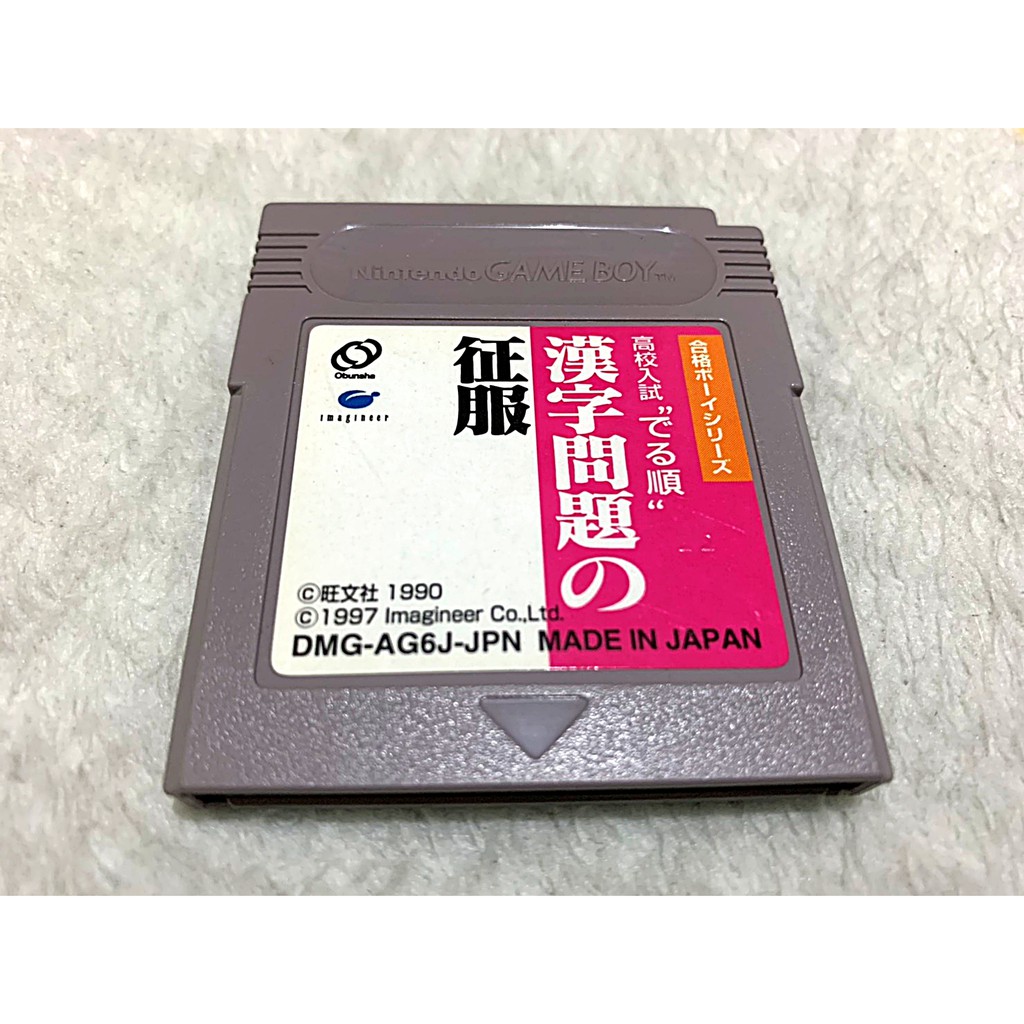 Nintendo GAME BOY™
合格ボーイシリーズ
高校入試"でる順"
漢字問題の
征服
Obunsha
imagineer
©旺文社 1990
©1997 Imagineer Co.,Ltd.
DMG-AG6J-JPN MADE IN JAPAN